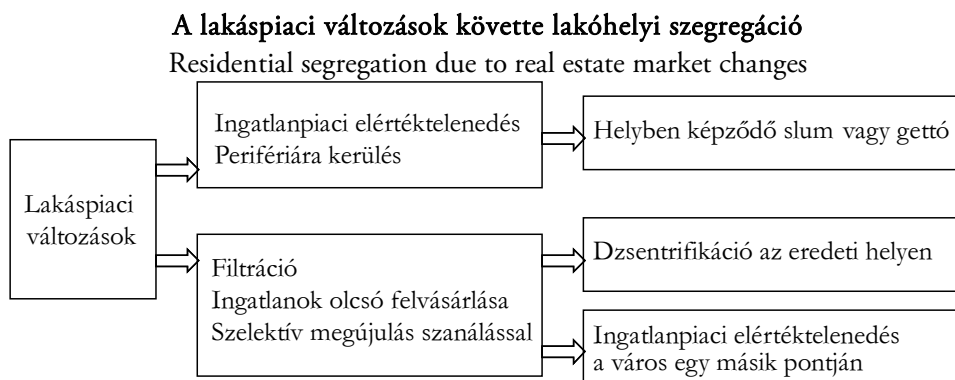 A lakáspiaci változások követte lakóhelyi szegregáció
Residential segregation due to real estate market changes
Lakáspiaci
változások
Ingatlanpiaci elértéktelenedés
Perifériára kerülés
Helyben képződő slum vagy gettó
Filtráció
Ingatlanok olcsó felvásárlása
Szelektív megújulás szanálással
Dzsentrifikáció az eredeti helyen
Ingatlanpiaci elértéktelenedés
a város egy másik pontján